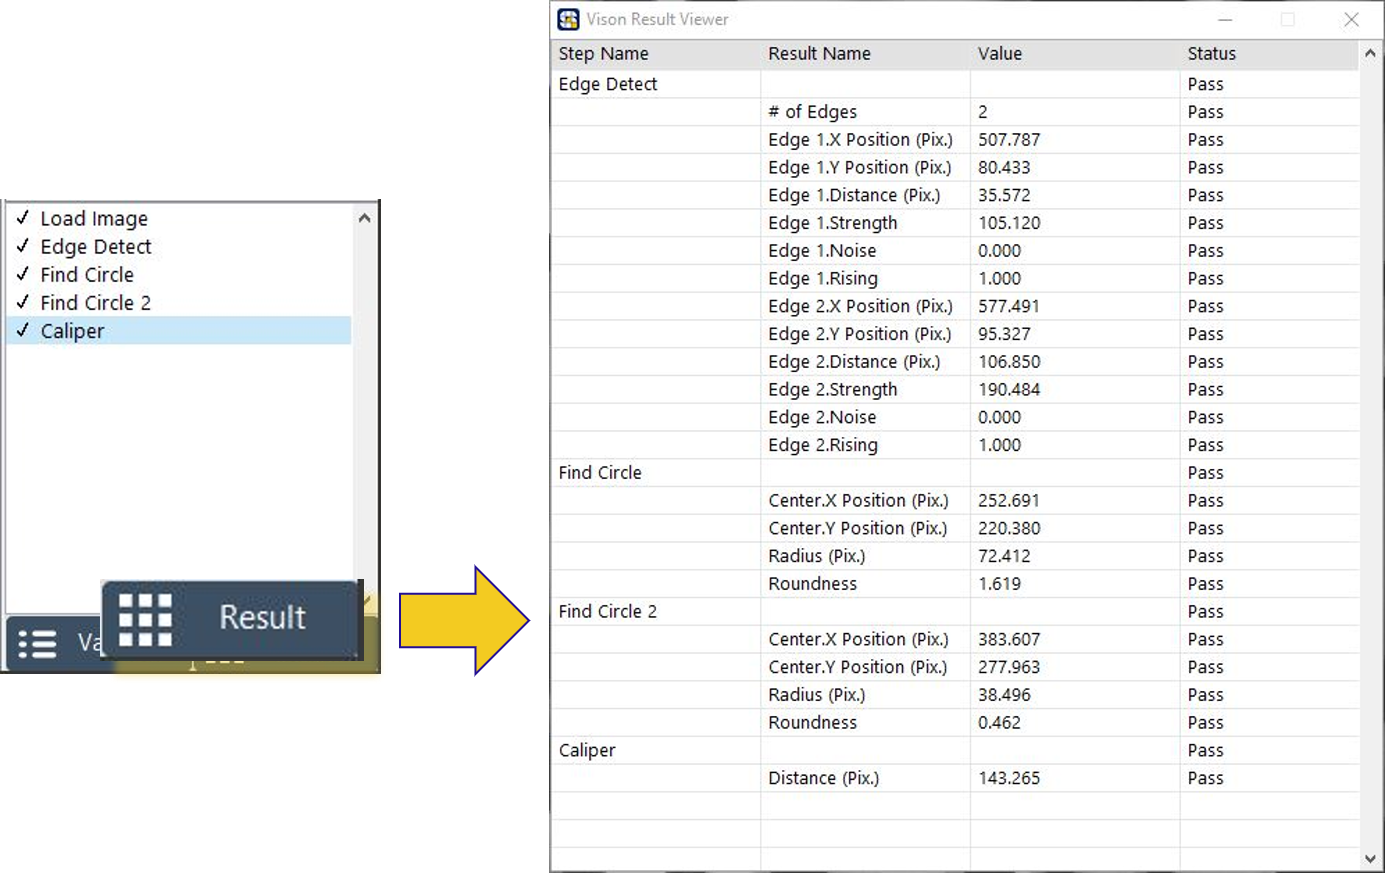 Load Image
Edge Detect
Find Circle
Find Circle 2
Caliper
Result
Vison Result Viewer
Step Name Result Name Value Status
Edge Detect Pass
# of Edges 2 Pass
Edge 1.X Position (Pix.) 507.787 Pass
Edge 1.Y Position (Pix.) 80.433 Pass
Edge 1.Distance (Pix.) 35.572 Pass
Edge 1.Strength 105.120 Pass
Edge 1.Noise 0.000 Pass
Edge 1.Rising 1.000 Pass
Edge 2.X Position (Pix.) 577.491 Pass
Edge 2.Y Position (Pix.) 95.327 Pass
Edge 2.Distance (Pix.) 106.850 Pass
Edge 2.Strength 190.484 Pass
Edge 2.Noise 0.000 Pass
Edge 2.Rising 1.000 Pass
Find Circle Pass
Center.X Position (Pix.) 252.691 Pass
Center.Y Position (Pix.) 220.380 Pass
Radius (Pix.) 72.412 Pass
Roundness 1.619 Pass
Find Circle 2 Pass
Center.X Position (Pix.) 383.607 Pass
Center.Y Position (Pix.) 277.963 Pass
Radius (Pix.) 38.496 Pass
Roundness 0.462 Pass
Caliper Pass
Distance (Pix.) 143.265 Pass